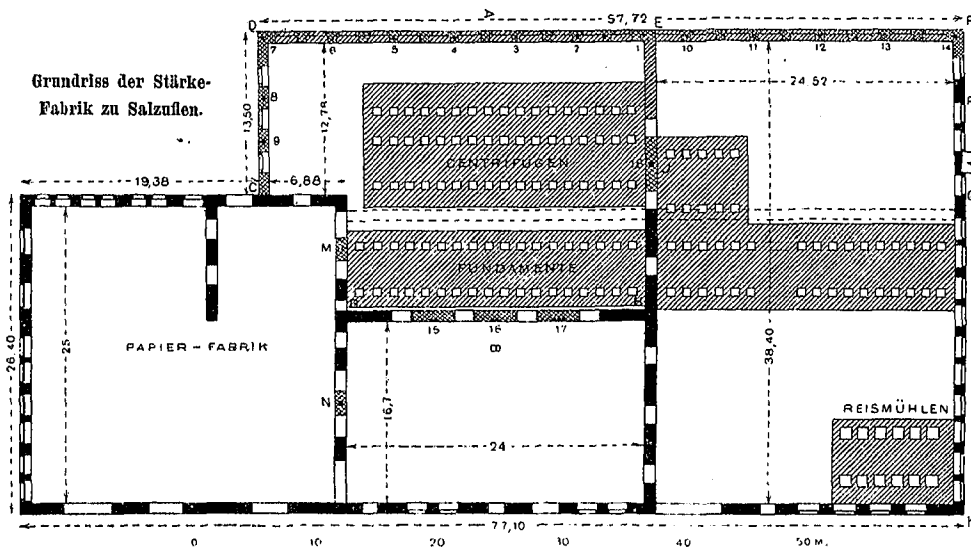 A
D 57,72 E F
7 6 5 4 3 2 1 10 11 12 13 14
Grundriss der Stärke-
Fabrik zu Salzuflen.
24,52
8
13,50
12,78
9
CENTRIFUGEN
18
J
G
19,38
C
6,88
M
FUNDAMENTE
15 16 17
B
PAPIER-FABRIK
26,40
25
38,40
N
16,7
REISMÜHLEN
24
77,10
0 10 20 30 40 50 M.